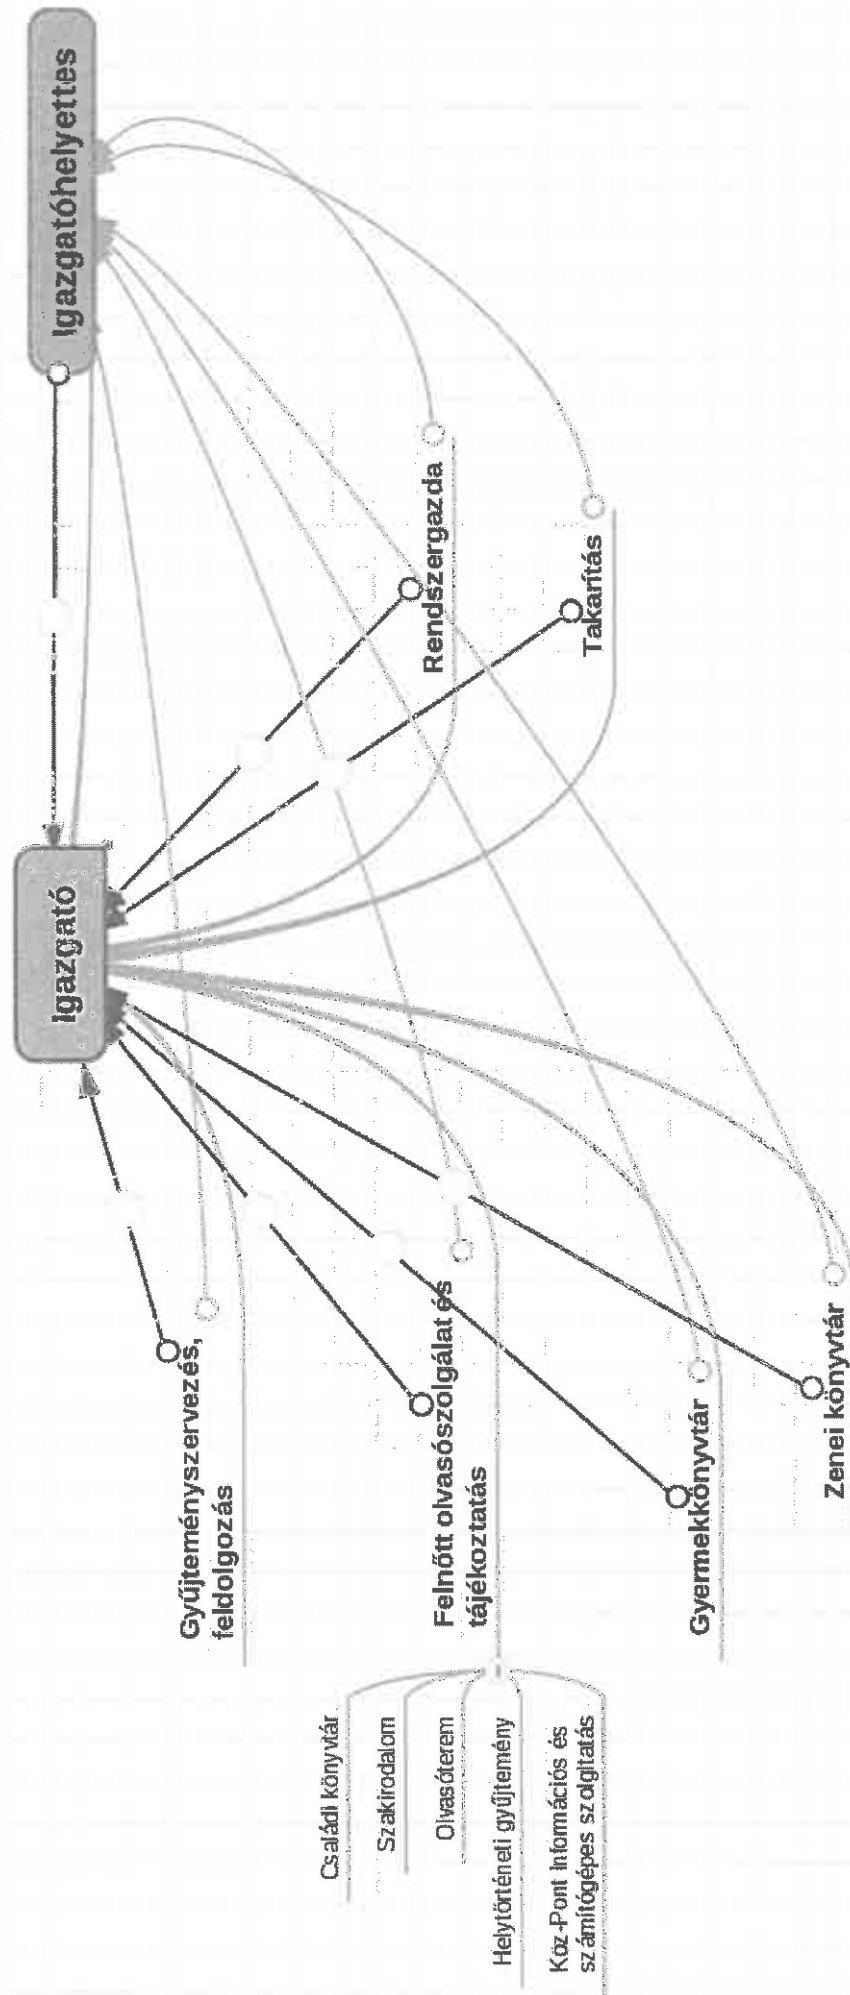 Igazgatóhelyettes
Igazgató
Rendszergazda
Takarítás
Gyűjteményszervezés,
feldolgozás
Felnőtt olvasószolgálat és
tájékoztatás
Gyermekkönyvtár
Zenei könyvtár
Családi könyvtár
Szakirodalom
Olvasóterem
Helytörténeti gyűjtemény
Köz-Pont Információs és
számítógépes szolgltatás